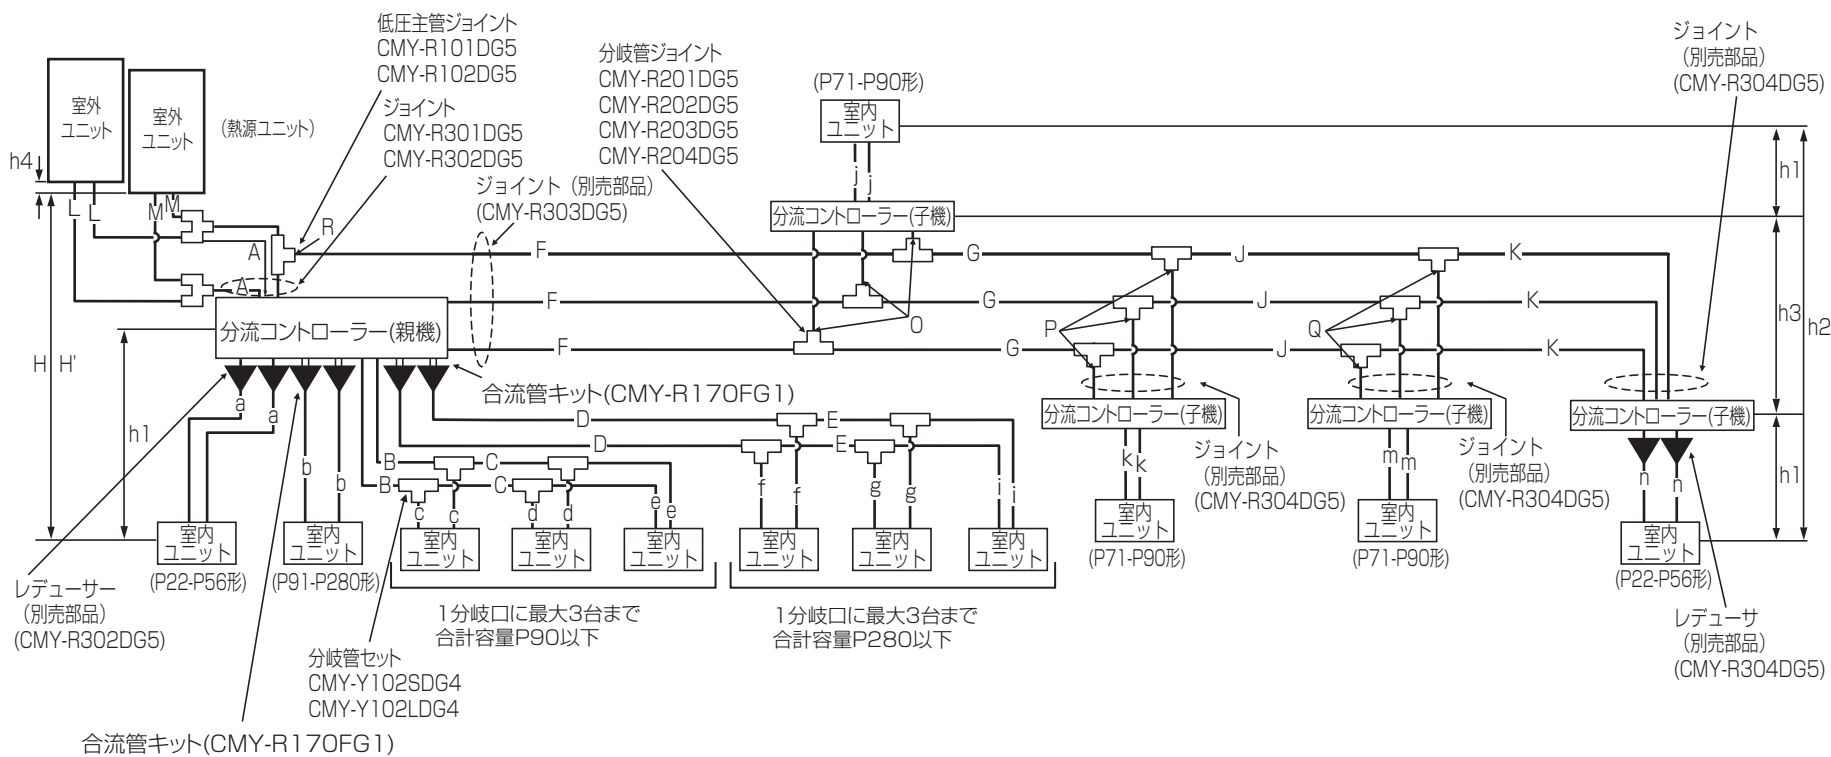 低圧主管ジョイント
CMY-R101DG5
CMY-R102DG5
ジョイント
CMY-R301DG5
CMY-R302DG5
分岐管ジョイント
CMY-R201DG5
CMY-R202DG5
CMY-R203DG5
CMY-R204DG5
ジョイント（別売部品）
(CMY-R303DG5)
(P71-P90形)
室内
ユニット
ジョイント
（別売部品）
(CMY-R304DG5)
室外
ユニット
室外
ユニット
（熱源ユニット）
h4
L
L
M
M
R
A
A
j
j
分流コントローラー(子機)
h1
h3
h2
F
G
J
K
F
G
J
K
F
G
J
K
O
P
Q
分流コントローラー(親機)
H
H'
h1
合流管キット(CMY-R170FG1)
a
a
b
b
D
E
D
E
B
C
B
C
c
c
d
d
e
e
f
f
g
g
i
i
分流コントローラー(子機)
分流コントローラー(子機)
分流コントローラー(子機)
k
k
m
m
n
n
h1
ジョイント
（別売部品）
(CMY-R304DG5)
ジョイント
（別売部品）
(CMY-R304DG5)
室内
ユニット
(P22-P56形)
室内
ユニット
(P91-P280形)
室内
ユニット
室内
ユニット
室内
ユニット
室内
ユニット
室内
ユニット
室内
ユニット
室内
ユニット
(P71-P90形)
室内
ユニット
(P71-P90形)
室内
ユニット
(P22-P56形)
レデューサー
（別売部品）
(CMY-R302DG5)
1分岐口に最大3台まで
合計容量P90以下
1分岐口に最大3台まで
合計容量P280以下
分岐管セット
CMY-Y102SDG4
CMY-Y102LDG4
レデューサ
（別売部品）
(CMY-R304DG5)
合流管キット(CMY-R170FG1)